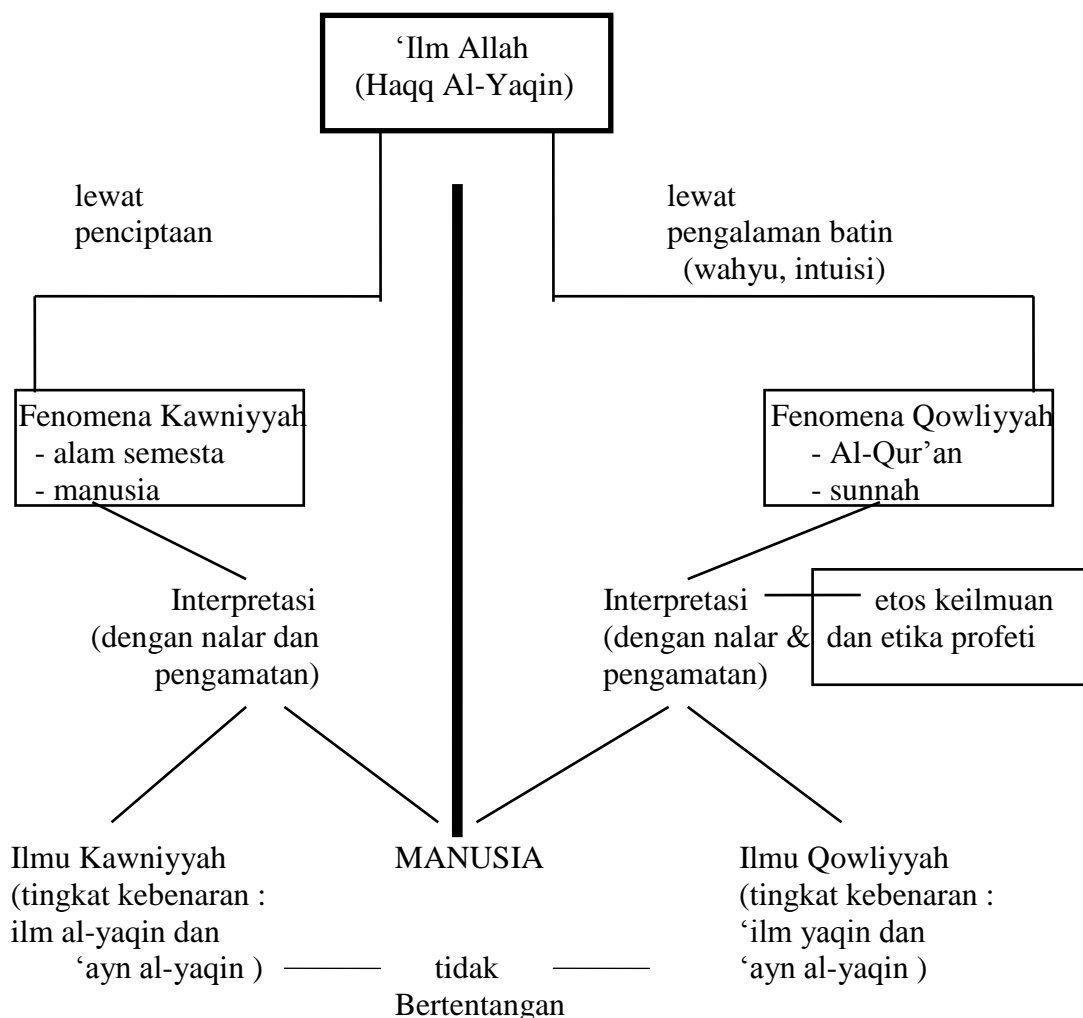 ‘Ilm Allah
(Haqq Al-Yaqin)
lewat
penciptaan
lewat
pengalaman batin
(wahyu, intuisi)
Fenomena Kawniyyah
- alam semesta
- manusia
Fenomena Qowliyyah
- Al-Qur’an
- sunnah
Interpretasi
(dengan nalar dan
pengamatan)
Interpretasi
(dengan nalar &
pengamatan)
etos keilmuan
dan etika profeti
Ilmu Kawniyyah
(tingkat kebenaran :
ilm al-yaqin dan
‘ayn al-yaqin )
MANUSIA
Ilmu Qowliyyah
(tingkat kebenaran :
‘ilm yaqin dan
‘ayn al-yaqin )
tidak
Bertentangan